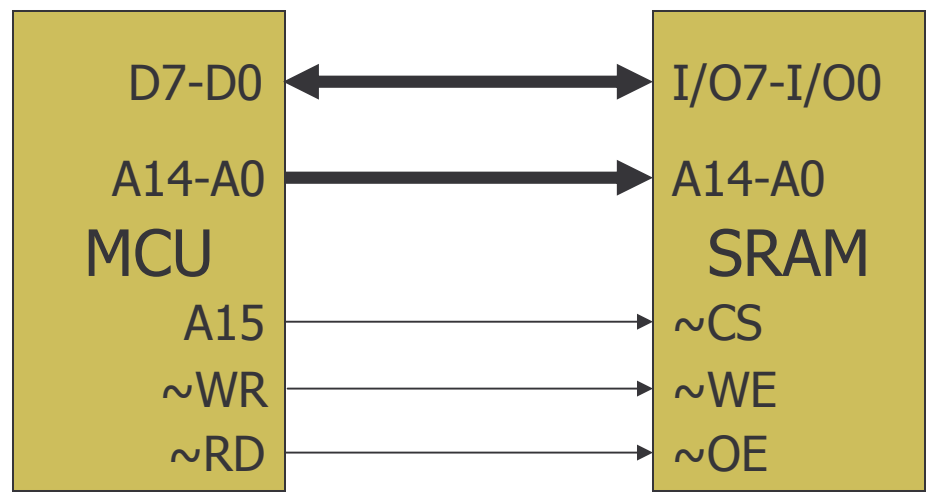 D7-D0
I/O7-I/O0
A14-A0
A14-A0
MCU
SRAM
A15
~CS
~WR
~WE
~RD
~OE